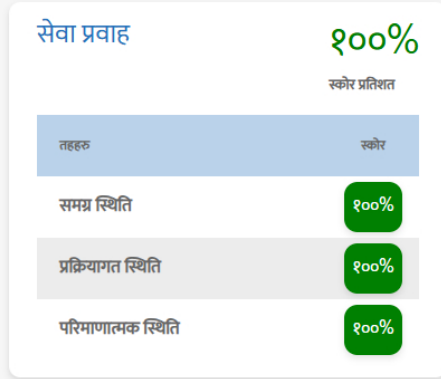 सेवा प्रवाह १००%
स्कोर प्रतिशत
तहहरु स्कोर
समग्र स्थिति १००%
प्रक्रियागत स्थिति १००%
परिमाणात्मक स्थिति १००%